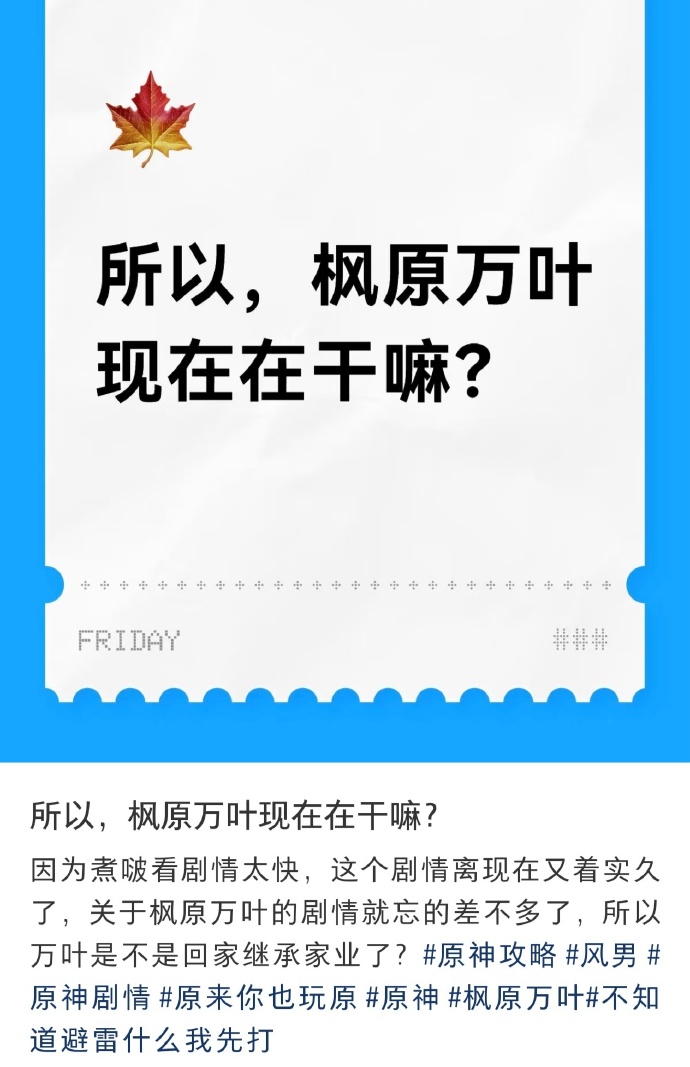 所以，枫原万叶
现在在干嘛？
FRIDAY
###
所以，枫原万叶现在在干嘛？
因为煮啵看剧情太快，这个剧情离现在又着实久
了，关于枫原万叶的剧情就忘的差不多了，所以
万叶是不是回家继承家业了？#原神攻略 #风男 #
原神剧情 #原来你也玩原 #原神 #枫原万叶#不知
道避雷什么我先打